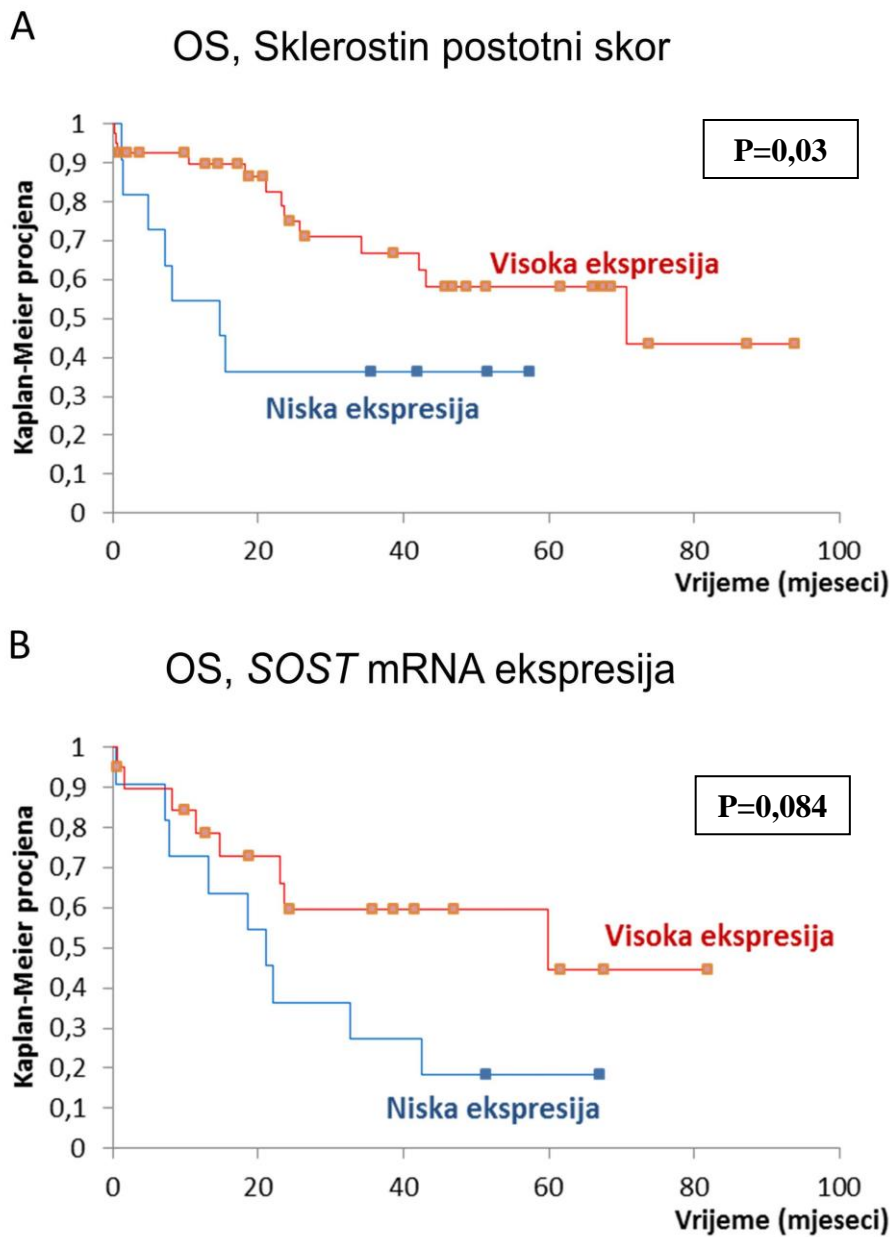 A
OS, Sklerostin postotni skor
P=0,03
Kaplan-Meier procjena
1
0,9
0,8
0,7
0,6
0,5
0,4
0,3
0,2
0,1
0
Visoka ekspresija
Niska ekspresija
0 20 40 60 80 100
Vrijeme (mjeseci)
B
OS, SOST mRNA ekspresija
P=0,084
Kaplan-Meier procjena
1
0,9
0,8
0,7
0,6
0,5
0,4
0,3
0,2
0,1
0
Visoka ekspresija
Niska ekspresija
0 20 40 60 80 100
Vrijeme (mjeseci)